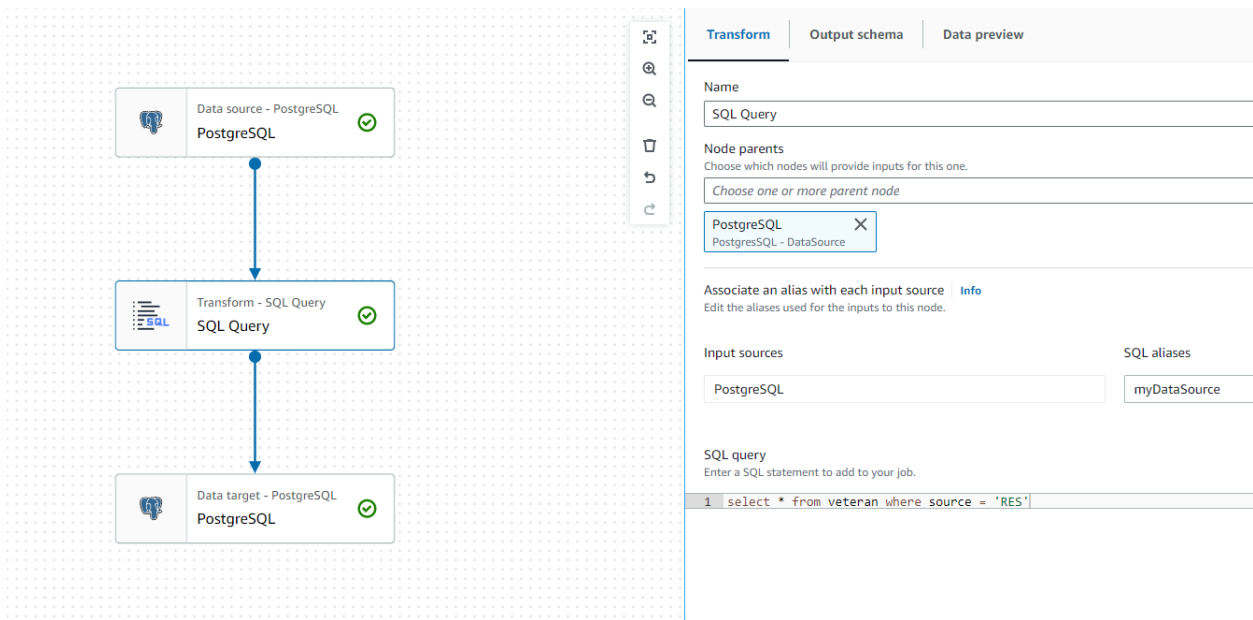 Data source - PostgreSQL
PostgreSQL
Transform - SQL Query
SQL
SQL Query
Data target - PostgreSQL
PostgreSQL
Transform
Output schema
Data preview
Name
SQL Query
Node parents
Choose which nodes will provide inputs for this one.
Choose one or more parent node
PostgreSQL
PostgresSQL - DataSource
Associate an alias with each input source Info
Edit the aliases used for the inputs to this node.
Input sources
SQL aliases
PostgreSQL
myDataSource
SQL query
Enter a SQL statement to add to your job.
1 select * from veteran where source = 'RES'